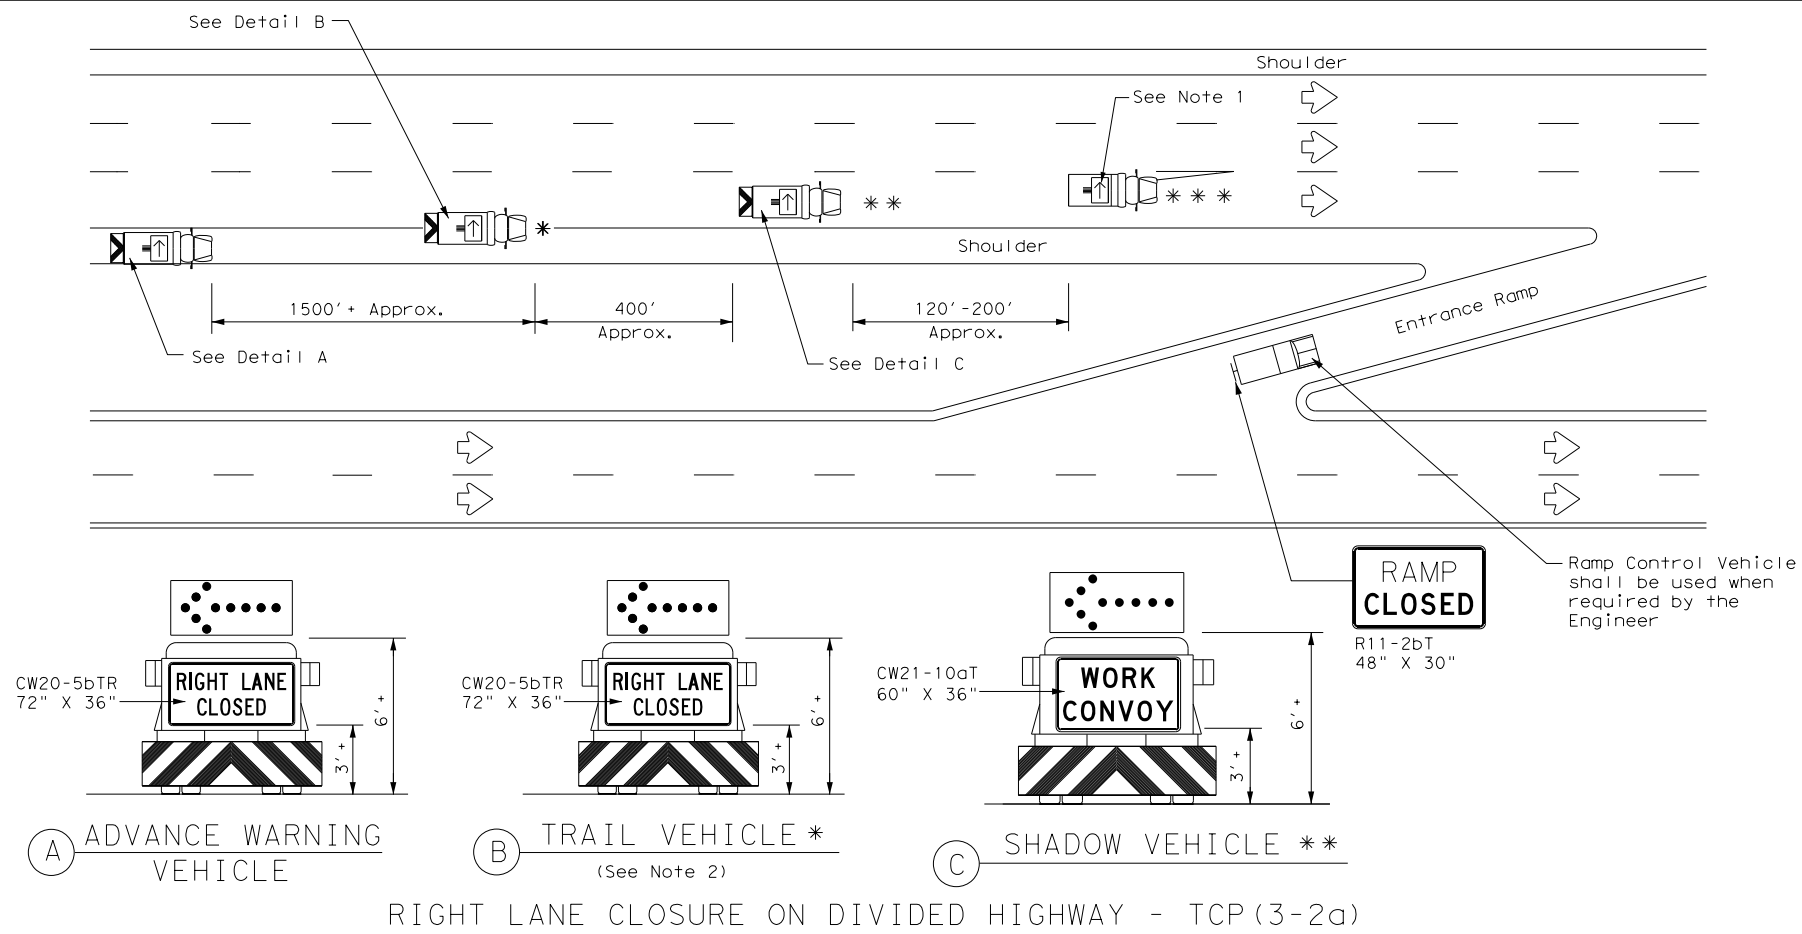 See Detail B
Shoulder
See Note 1
*
**
***
Shoulder
1500'+ Approx.
400'
Approx.
120'-200'
Approx.
See Detail A
See Detail C
Entrance Ramp
Ramp Control Vehicle
shall be used when
required by the
Engineer
RAMP
CLOSED
R11-2bT
48" X 30"
CW20-5bTR
72" X 36"
RIGHT LANE
CLOSED
6'+
3'+
CW20-5bTR
72" X 36"
RIGHT LANE
CLOSED
6'+
3'+
CW21-10aT
60" X 36"
WORK
CONVOY
6'+
3'+
A
ADVANCE WARNING
VEHICLE
B
TRAIL VEHICLE *
(See Note 2)
C
SHADOW VEHICLE **
RIGHT LANE CLOSURE ON DIVIDED HIGHWAY - TCP(3-2a)